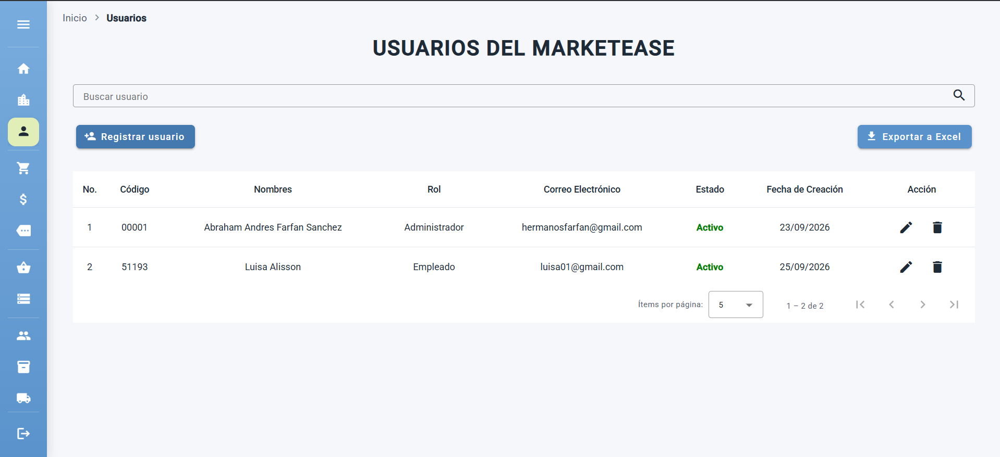 Inicio > Usuarios
USUARIOS DEL MARKETEASE
Buscar usuario
Registrar usuario
Exportar a Excel
No. Código Nombres Rol Correo Electrónico Estado Fecha de Creación Acción
1 00001 Abraham Andres Farfan Sanchez Administrador hermanosfarfan@gmail.com Activo 23/09/2026
2 51193 Luisa Alisson Empleado luisa01@gmail.com Activo 25/09/2026
Ítems por página: 5 1 – 2 de 2